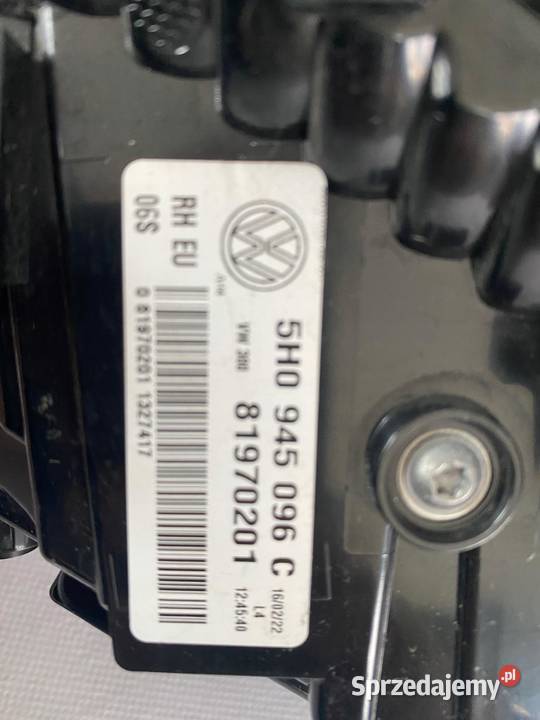 RH EU
06S
5H0 945 096 C
VW 380
81970201
0 81970201 1327417
16/02/22
L4
12:45:40
Sprzedajemy.pl